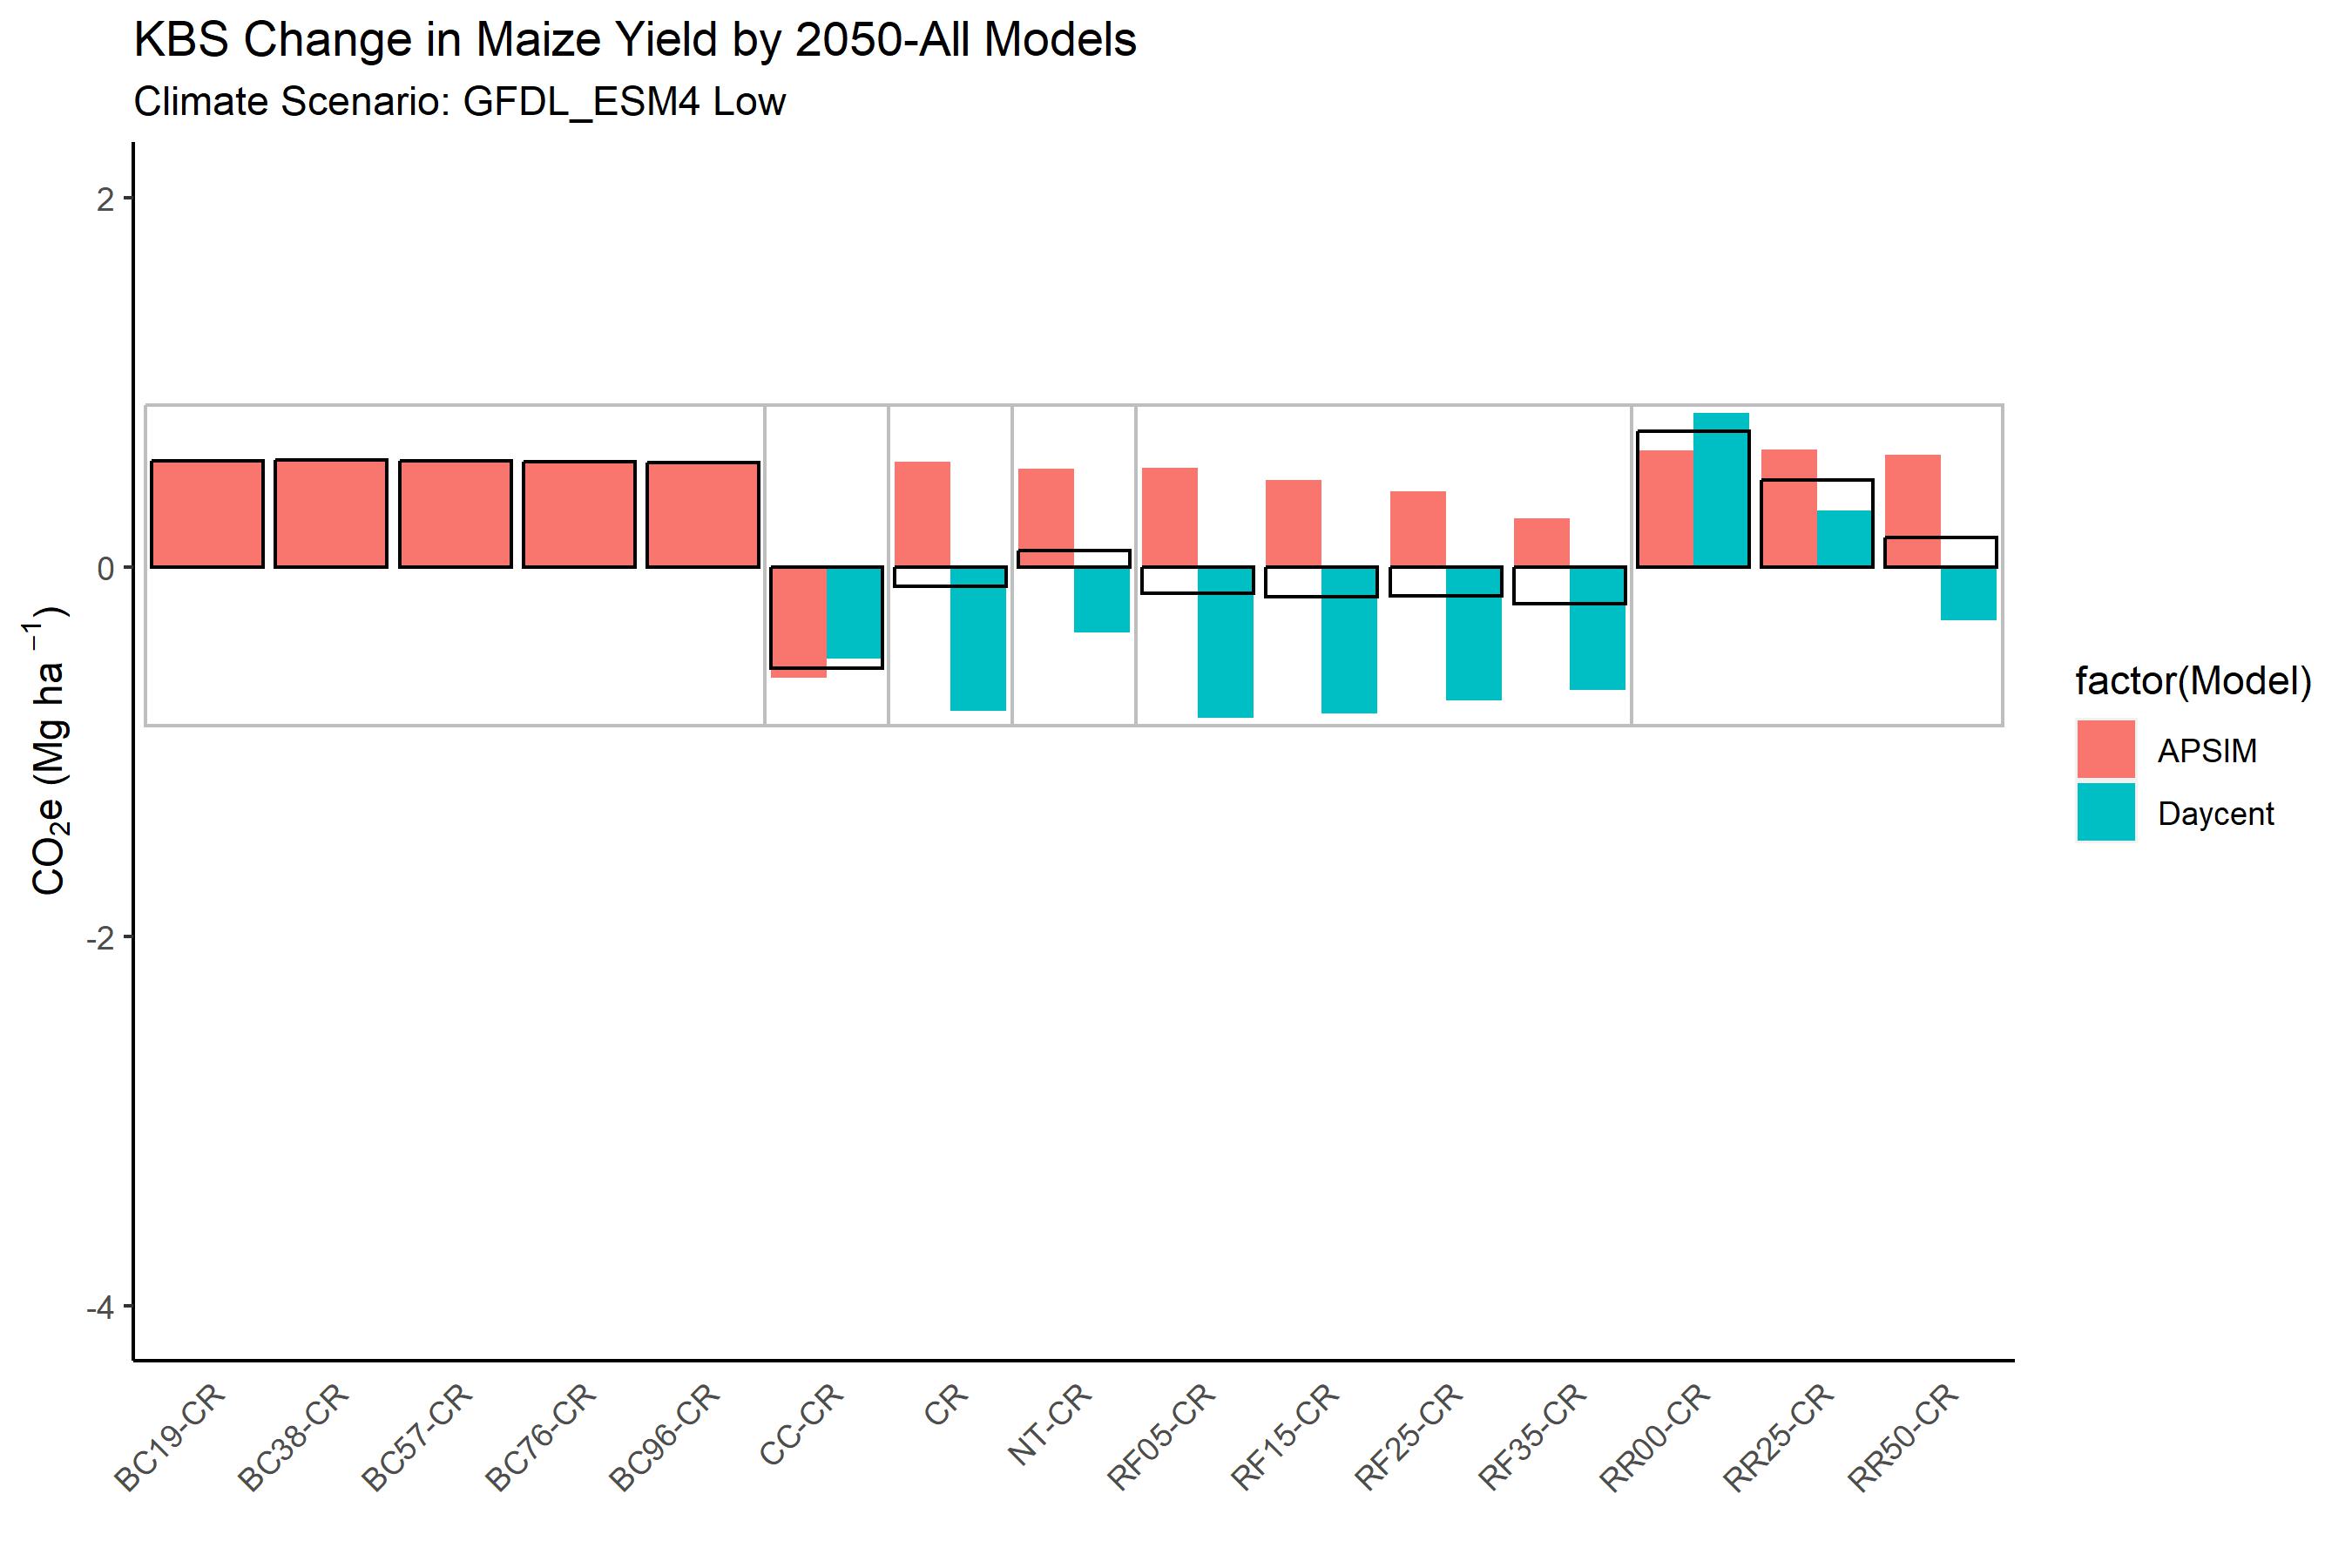 KBS Change in Maize Yield by 2050-All Models
Climate Scenario: GFDL_ESM4 Low
2
0
-2
-4
CO₂e (Mg ha ⁻¹)
BC19-CR
BC38-CR
BC57-CR
BC76-CR
BC96-CR
CC-CR
CR
NT-CR
RF05-CR
RF15-CR
RF25-CR
RF35-CR
RR00-CR
RR25-CR
RR50-CR
factor(Model)
APSIM
Daycent